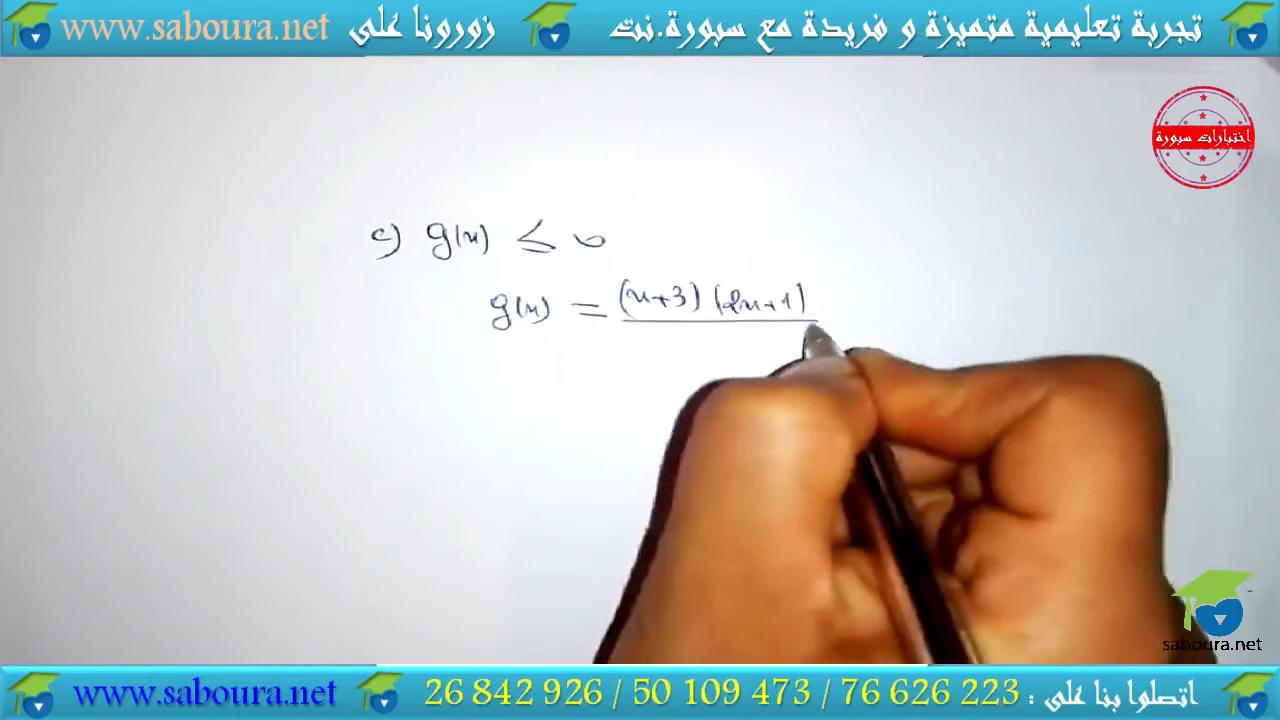 تجربة تعليمية متميزة و فريدة مع سبورة.نت زورونا على www.saboura.net
اختبارات سبورة
c) g(x) ≤ 0
g(x) = (x+3) (2x+1)
saboura.net
اتصلوا بنا على : 26 842 926 / 50 109 473 / 76 626 223 www.saboura.net